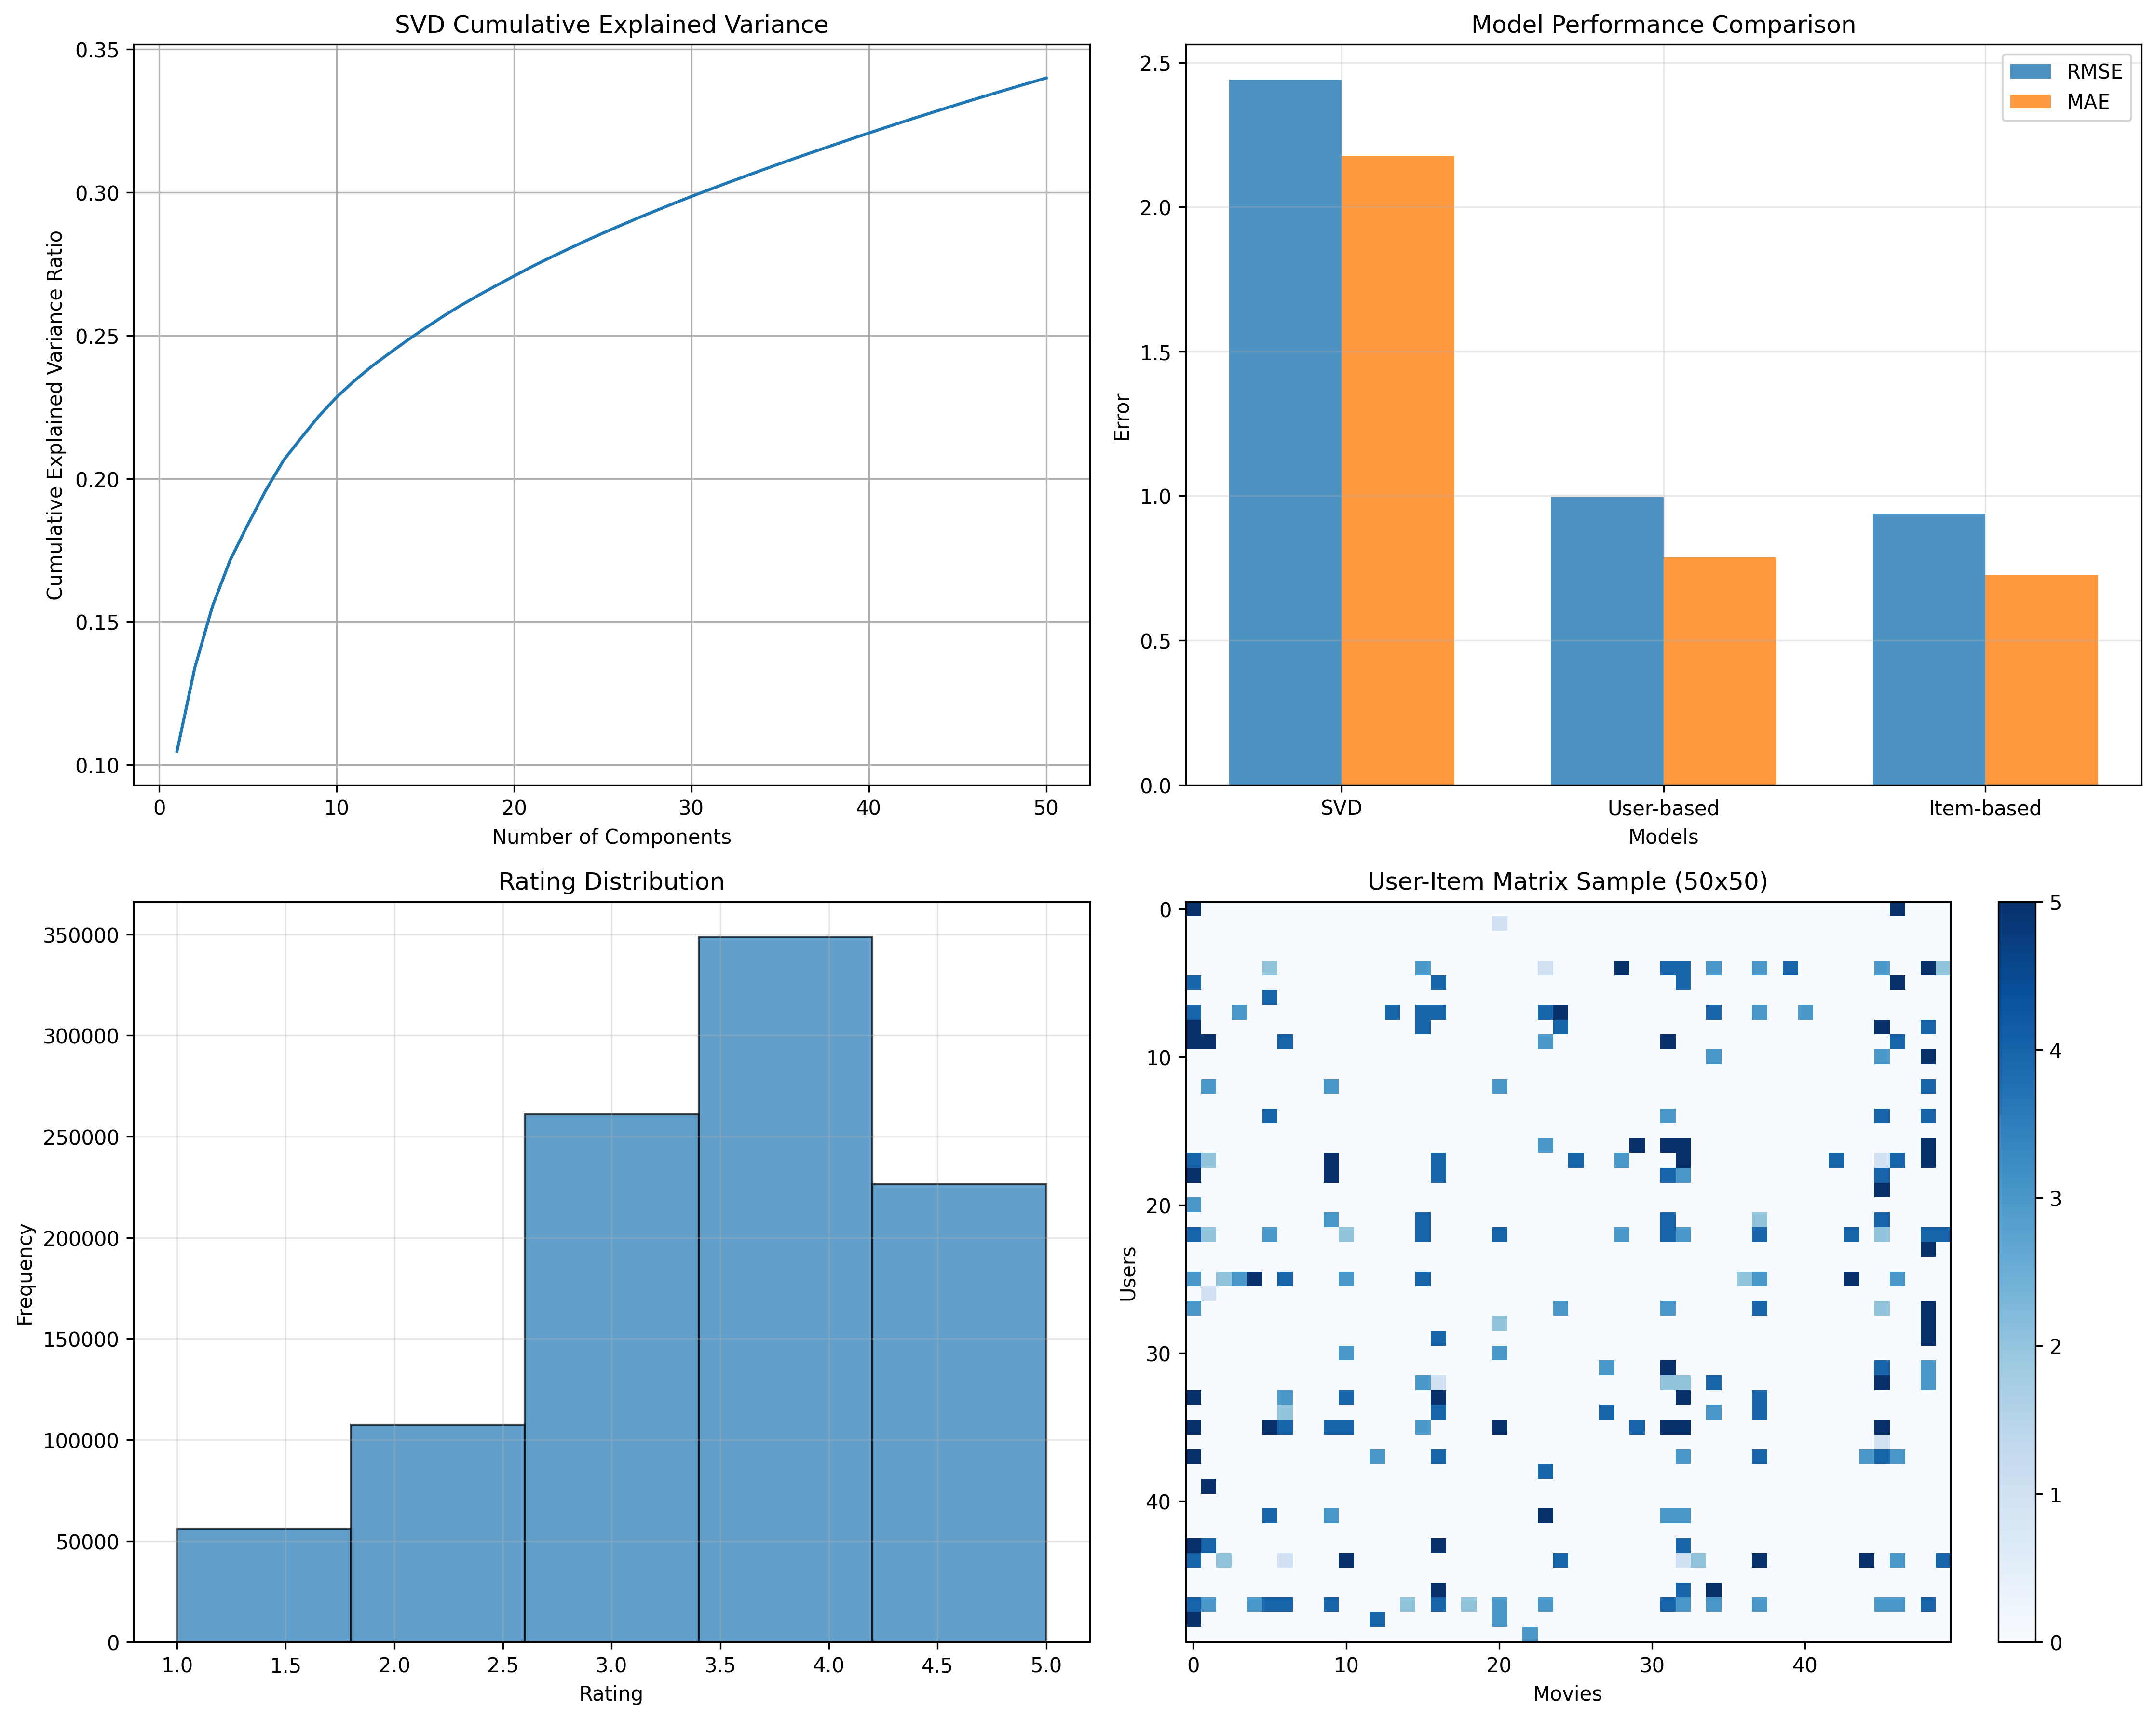 SVD Cumulative Explained Variance
0.35
0.30
0.25
0.20
0.15
0.10
Cumulative Explained Variance Ratio
0 10 20 30 40 50
Number of Components
Model Performance Comparison
RMSE
MAE
2.5
2.0
1.5
1.0
0.5
0.0
Error
SVD User-based Item-based
Models
Rating Distribution
350000
300000
250000
200000
150000
100000
50000
0
Frequency
1.0 1.5 2.0 2.5 3.0 3.5 4.0 4.5 5.0
Rating
User-Item Matrix Sample (50x50)
0
10
20
30
40
Users
0 10 20 30 40
Movies
5
4
3
2
1
0